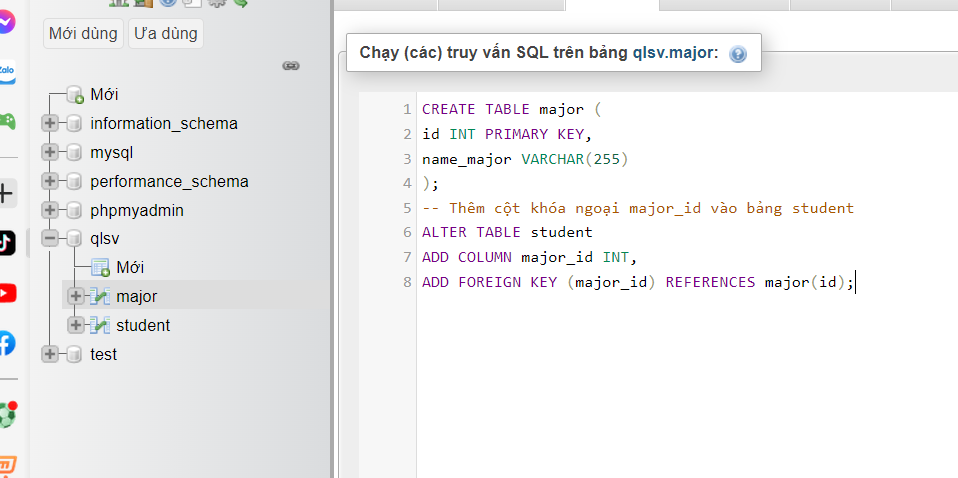 Mới dùng
Ưa dùng
Mới
information_schema
mysql
performance_schema
phpmyadmin
qlsv
Mới
major
student
test
Zalo
Chạy (các) truy vấn SQL trên bảng qlsv.major:
1 CREATE TABLE major (
2 id INT PRIMARY KEY,
3 name_major VARCHAR(255)
4 );
5 -- Thêm cột khóa ngoại major_id vào bảng student
6 ALTER TABLE student
7 ADD COLUMN major_id INT,
8 ADD FOREIGN KEY (major_id) REFERENCES major(id);